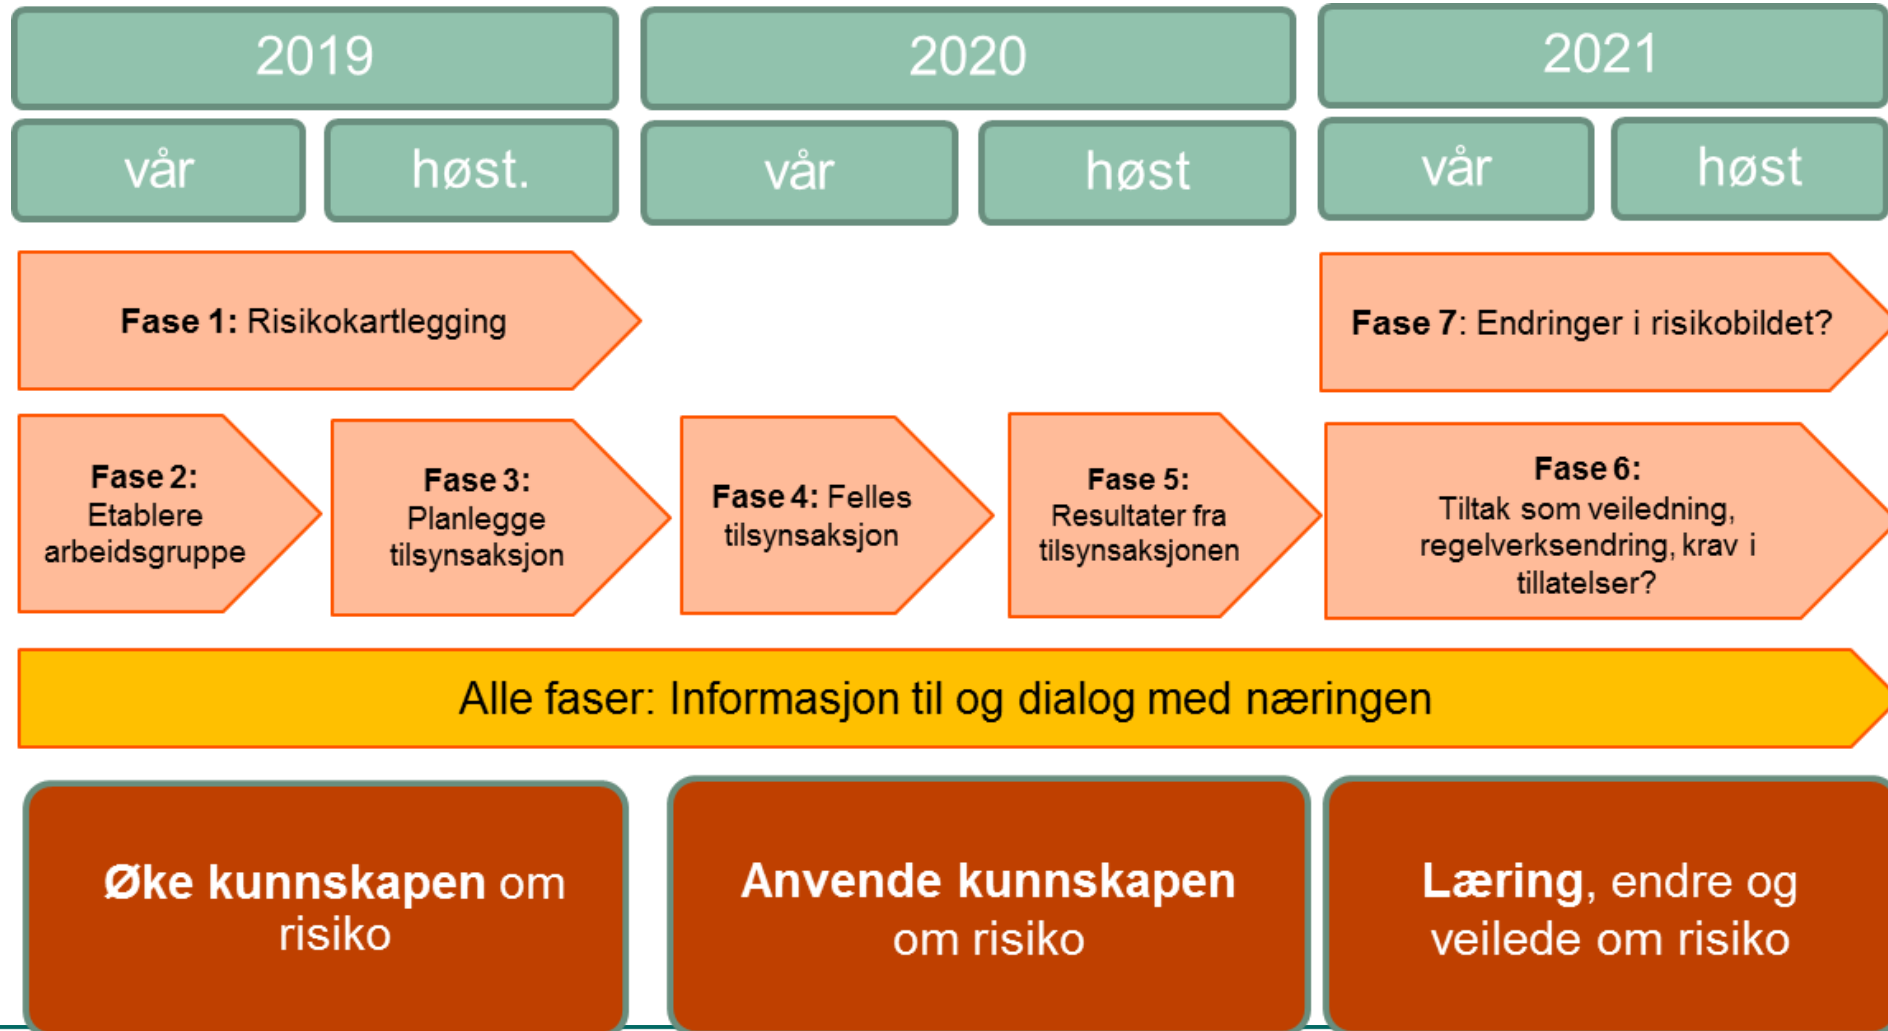 2019
2020
2021
vår
høst.
vår
høst
vår
høst
Fase 1: Risikokartlegging
Fase 7: Endringer i risikobildet?
Fase 2:
Etablere
arbeidsgruppe
Fase 3:
Planlegge
tilsynsaksjon
Fase 4: Felles
tilsynsaksjon
Fase 5:
Resultater fra
tilsynsaksjonen
Fase 6:
Tiltak som veiledning,
regelverksendring, krav i
tillatelser?
Alle faser: Informasjon til og dialog med næringen
Øke kunnskapen om
risiko
Anvende kunnskapen
om risiko
Læring, endre og
veilede om risiko